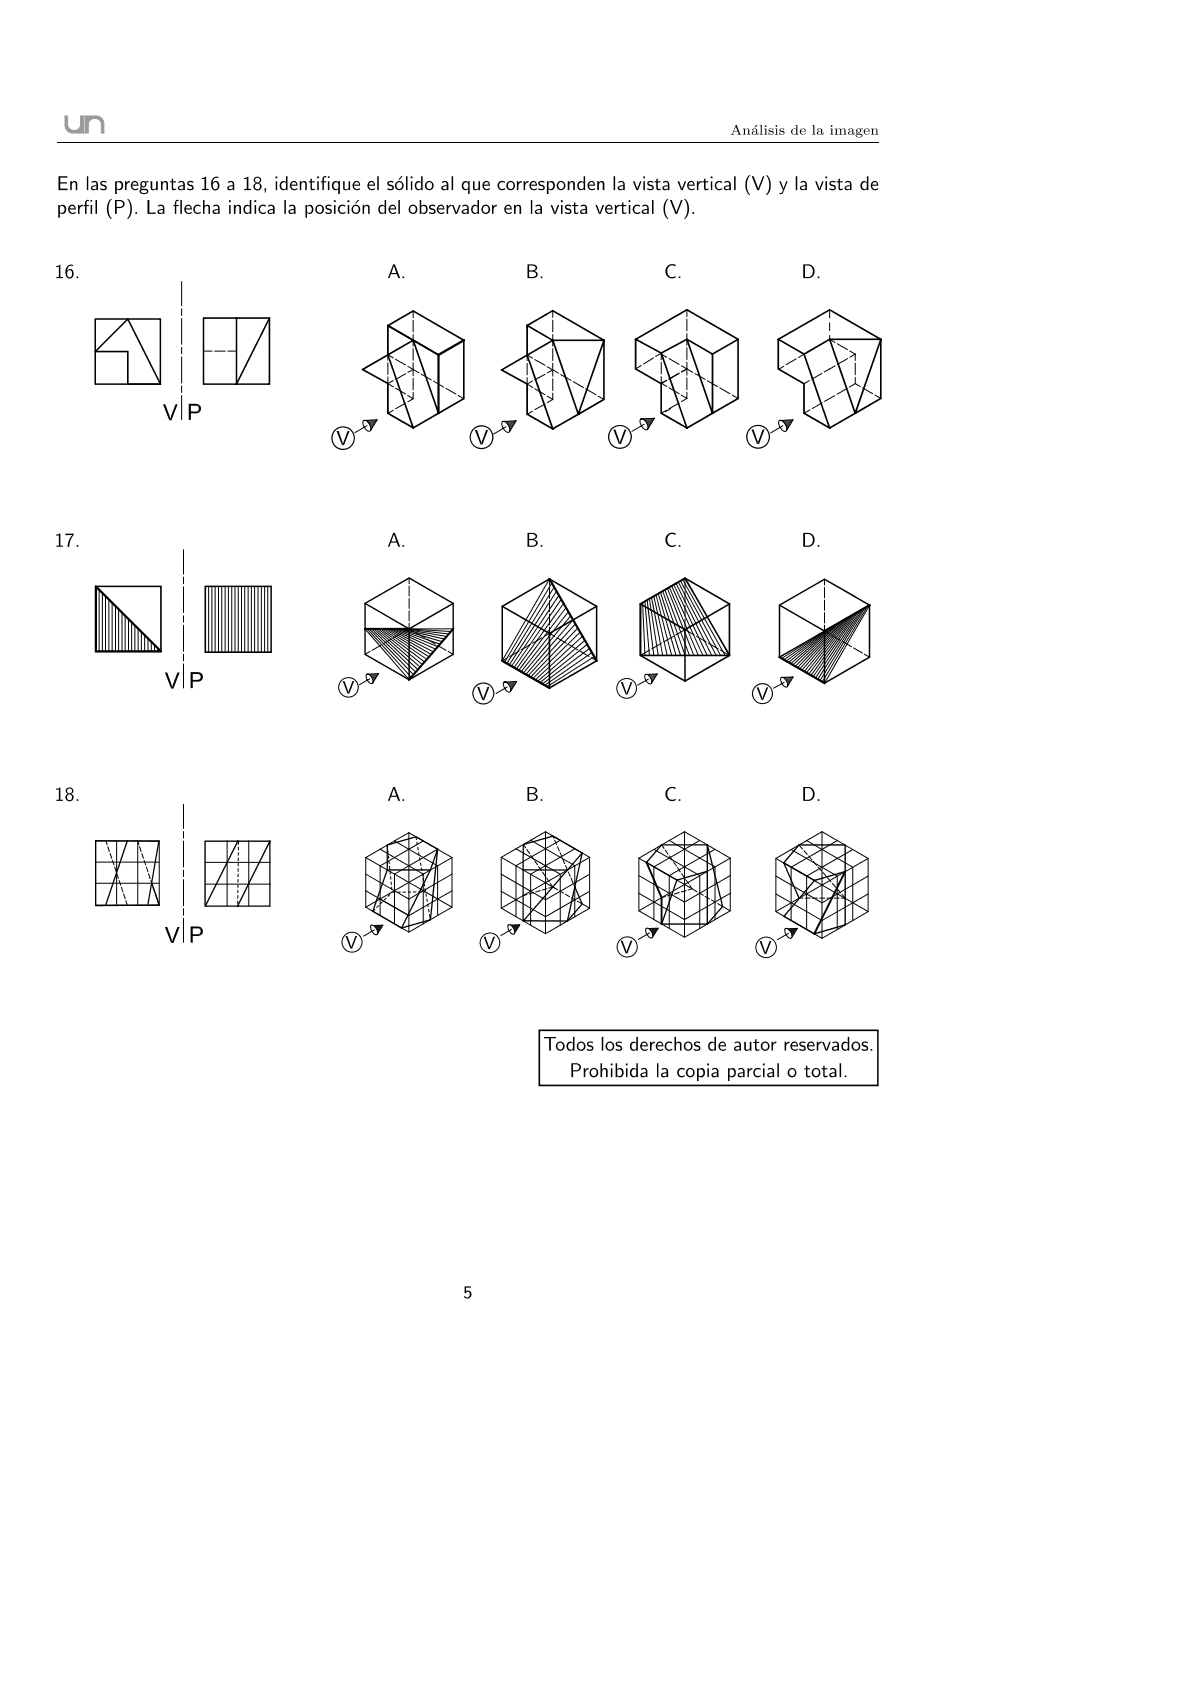 un
Análisis de la imagen
En las preguntas 16 a 18, identifique el sólido al que corresponden la vista vertical (V) y la vista de
perfil (P). La flecha indica la posición del observador en la vista vertical (V).
16. A. B. C. D.
V P
V V V V
17. A. B. C. D.
V P
V V V V
18. A. B. C. D.
V P
V V V V
Todos los derechos de autor reservados.
Prohibida la copia parcial o total.
5